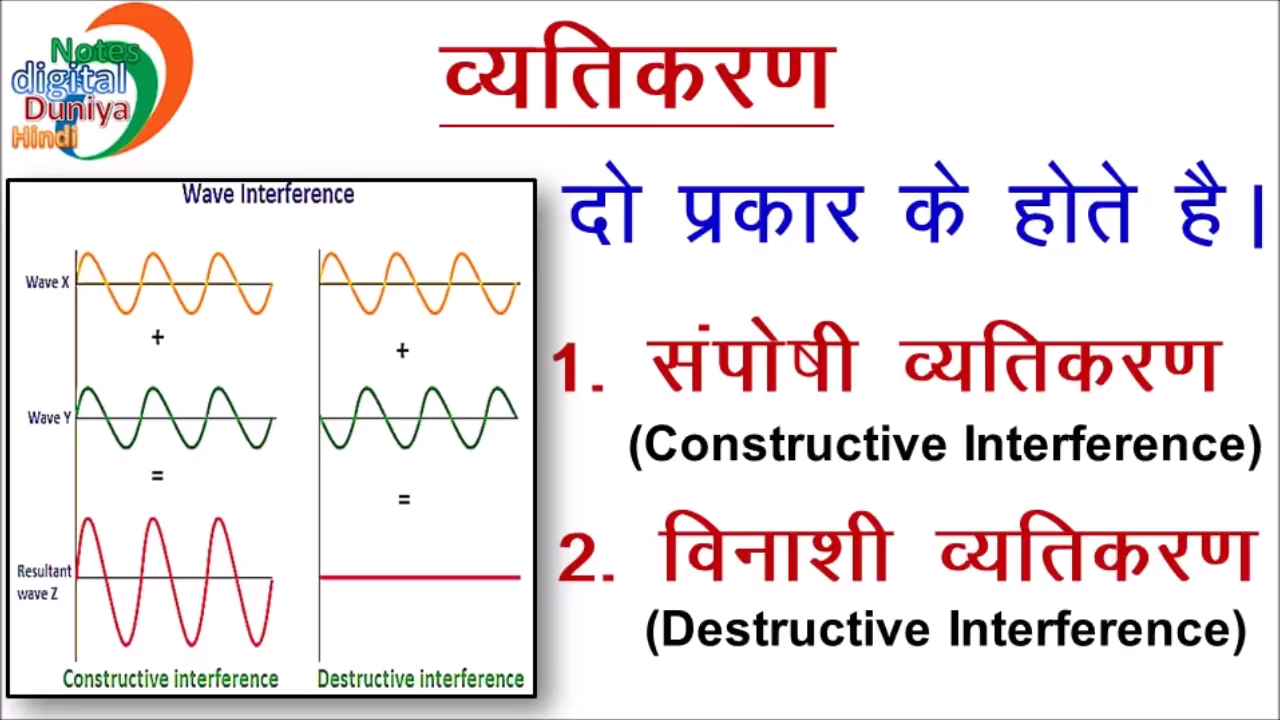 Notes
digital
Duniya
Hindi
व्यतिकरण
दो प्रकार के होते है।
Wave Interference
Wave X
+
+
Wave Y
=
=
Resultant
wave Z
Constructive interference
Destructive interference
1. संपोषी व्यतिकरण
(Constructive Interference)
2. विनाशी व्यतिकरण
(Destructive Interference)